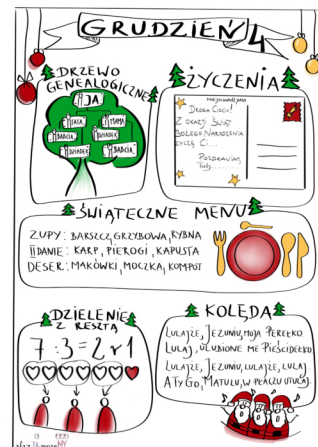 GRUDZIEŃ 4
DRZEWO
GENEALOGICZNE
JA
TATA
MAMA
BABCIA
DZIADEK
DZIADEK
BABCIA
ŻYCZENIA
MIEJSCOWOŚĆ, DATA
DROGA CIOCIU!
Z OKAZJI ŚWIĄT
BOŻEGO NARODZENIA
ŻYCZĘ CI...
POZDRAWIAM,
TWÓJ...
ŚWIĄTECZNE MENU
ZUPY: BARSZCZ, GRZYBOWA, RYBNA
II DANIE: KARP, PIEROGI, KAPUSTA
DESER: MAKÓWKI, MOCZKA, KOMPOT
DZIELENIE
Z RESZTĄ
7 : 3 = 2 r 1
KOLĘDA
LULAJŻE, JEZUNIU, MOJA PEREŁKO
LULAJ, ULUBIONE ME PIEŚCIDEŁKO.
LULAJŻE, JEZUNIU, LULAJŻE, LULAJ
A TY GO, MATULU, W PŁACZU UTULAJ.